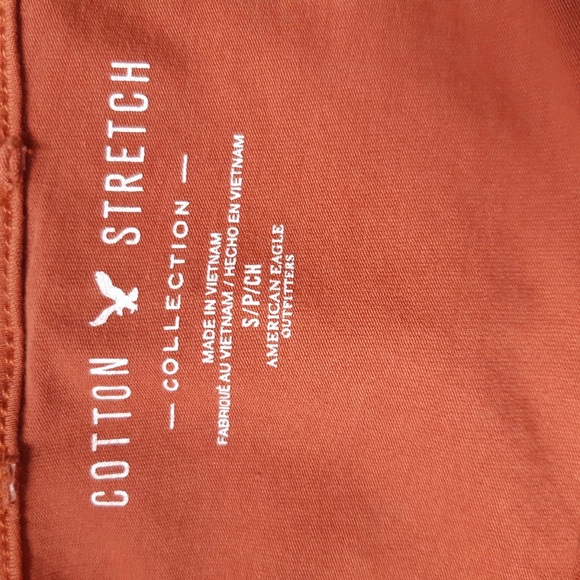 COTTON STRETCH
— COLLECTION —
MADE IN VIETNAM
FABRIQUÉ AU VIETNAM / HECHO EN VIETNAM
S/P/CH
AMERICAN EAGLE
OUTFITTERS